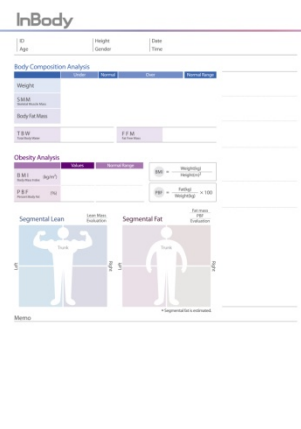 InBody
ID Height Date
Age Gender Time
Body Composition Analysis
Under Normal Over Normal Range
Weight
SMM
Skeletal Muscle Mass
Body Fat Mass
TBW
Total Body Water
FFM
Fat Free Mass
Obesity Analysis
Values Normal Range
BMI (kg/m²)
Body Mass Index
PBF (%)
Percent Body Fat
BMI = Weight(kg) / Height(m)²
PBF = Fat(kg) / Weight(kg) × 100
Segmental Lean
Lean Mass
Evaluation
Segmental Fat
Fat mass
PBF
Evaluation
Left
Trunk
Right
Left
Trunk
Right
* Segmental fat is estimated.
Memo